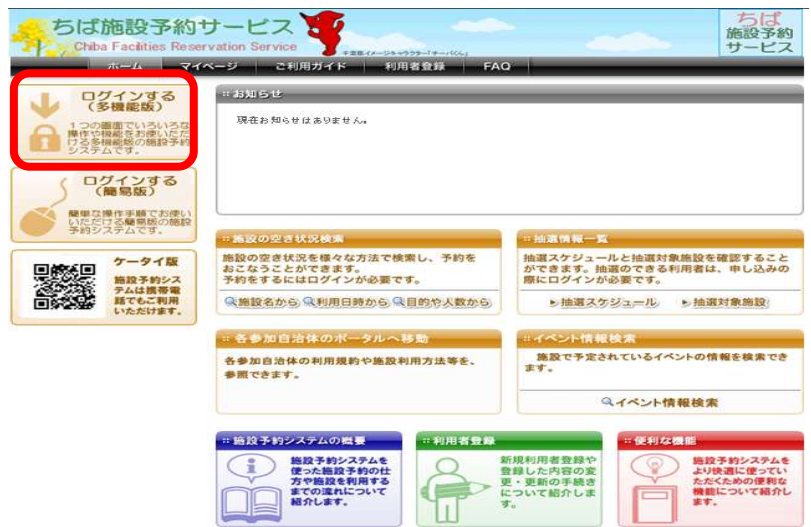 ちば施設予約サービス
Chiba Facilities Reservation Service
千葉県イメージキャラクター「チーバくん」
ちば
施設予約
サービス
ホーム マイページ ご利用ガイド 利用者登録 FAQ
ログインする
（多機能版）
１つの画面でいろいろな
操作や機能をお使いただ
ける多機能版の施設予約
システムです。
ログインする
（簡易版）
簡単な操作手順でお使い
いただける簡易版の施設
予約システムです。
ケータイ版
施設予約シス
テムは携帯電
話でもご利用
いただけます。
お知らせ
現在お知らせはありません。
施設の空き状況検索
施設の空き状況を様々な方法で検索し、予約を
おこなうことができます。
予約をするにはログインが必要です。
施設名から 利用日時から 目的や人数から
抽選情報一覧
抽選スケジュールと抽選対象施設を確認すること
ができます。抽選のできる利用者は、申し込みの
際にログインが必要です。
抽選スケジュール 抽選対象施設
各参加自治体のポータルへ移動
各参加自治体の利用規約や施設利用方法等を、
参照できます。
イベント情報検索
施設で予定されているイベントの情報を検索でき
ます。
イベント情報検索
施設予約システムの概要
施設予約システムを
使った施設予約の仕
方や施設を利用する
までの流れについて
紹介します。
利用者登録
新規利用者登録や
登録した内容の変
更・更新の手続き
について紹介しま
す。
便利な機能
施設予約システムを
より快適に使ってい
ただくための便利な
機能について紹介し
ます。